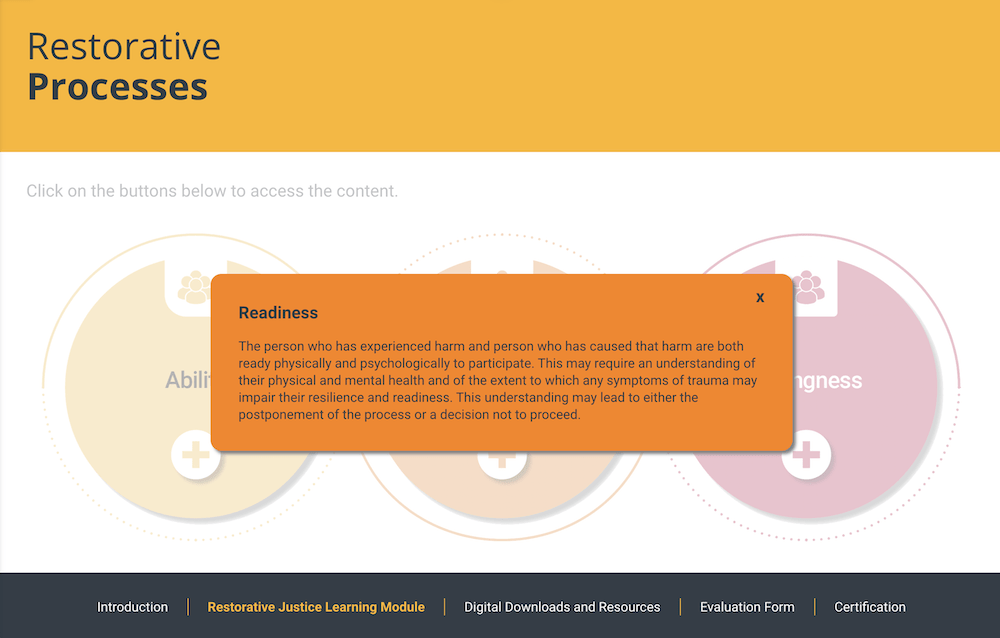 Restorative
Processes
Click on the buttons below to access the content.
Readiness
x
The person who has experienced harm and person who has caused that harm are both
ready physically and psychologically to participate. This may require an understanding of
their physical and mental health and of the extent to which any symptoms of trauma may
impair their resilience and readiness. This understanding may lead to either the
postponement of the process or a decision not to proceed.
Introduction
Restorative Justice Learning Module
Digital Downloads and Resources
Evaluation Form
Certification